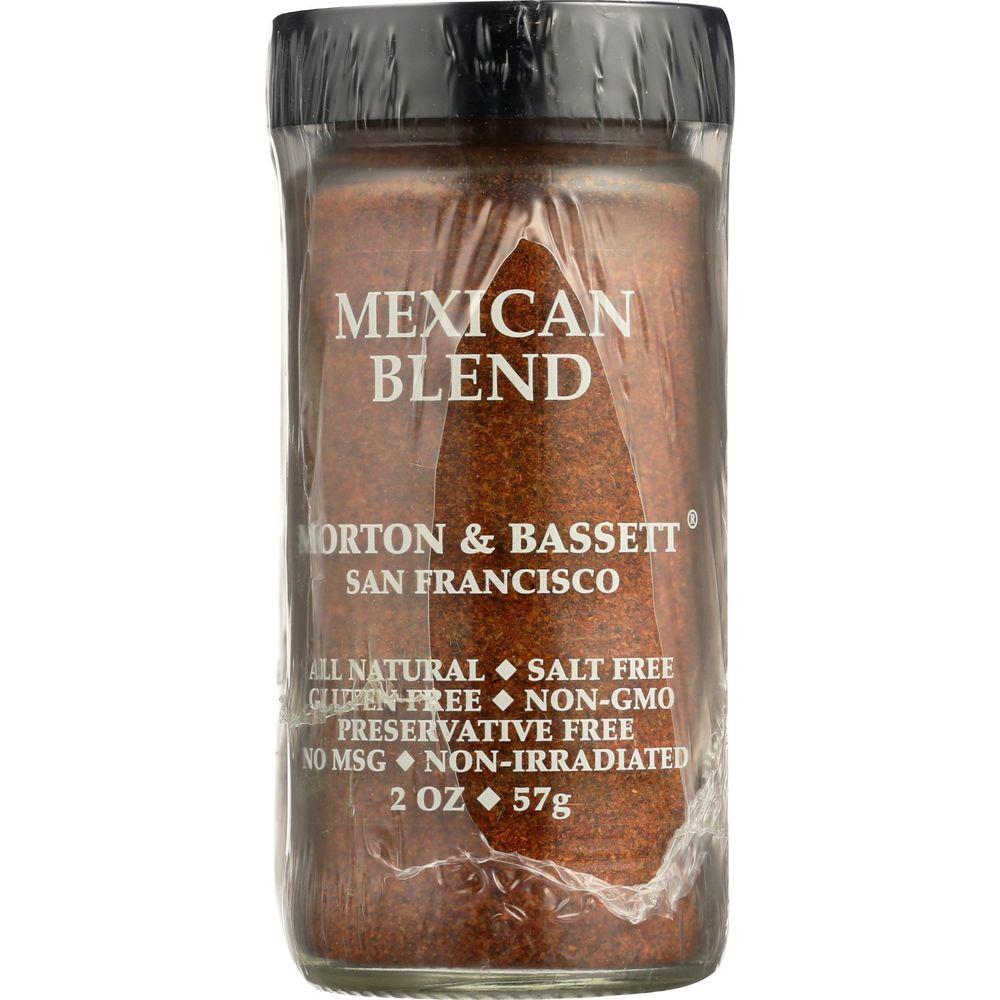 MEXICAN
BLEND
MORTON & BASSETT®
SAN FRANCISCO
ALL NATURAL ◆ SALT FREE
GLUTEN FREE ◆ NON-GMO
PRESERVATIVE FREE
NO MSG ◆ NON-IRRADIATED
2 OZ ◆ 57g